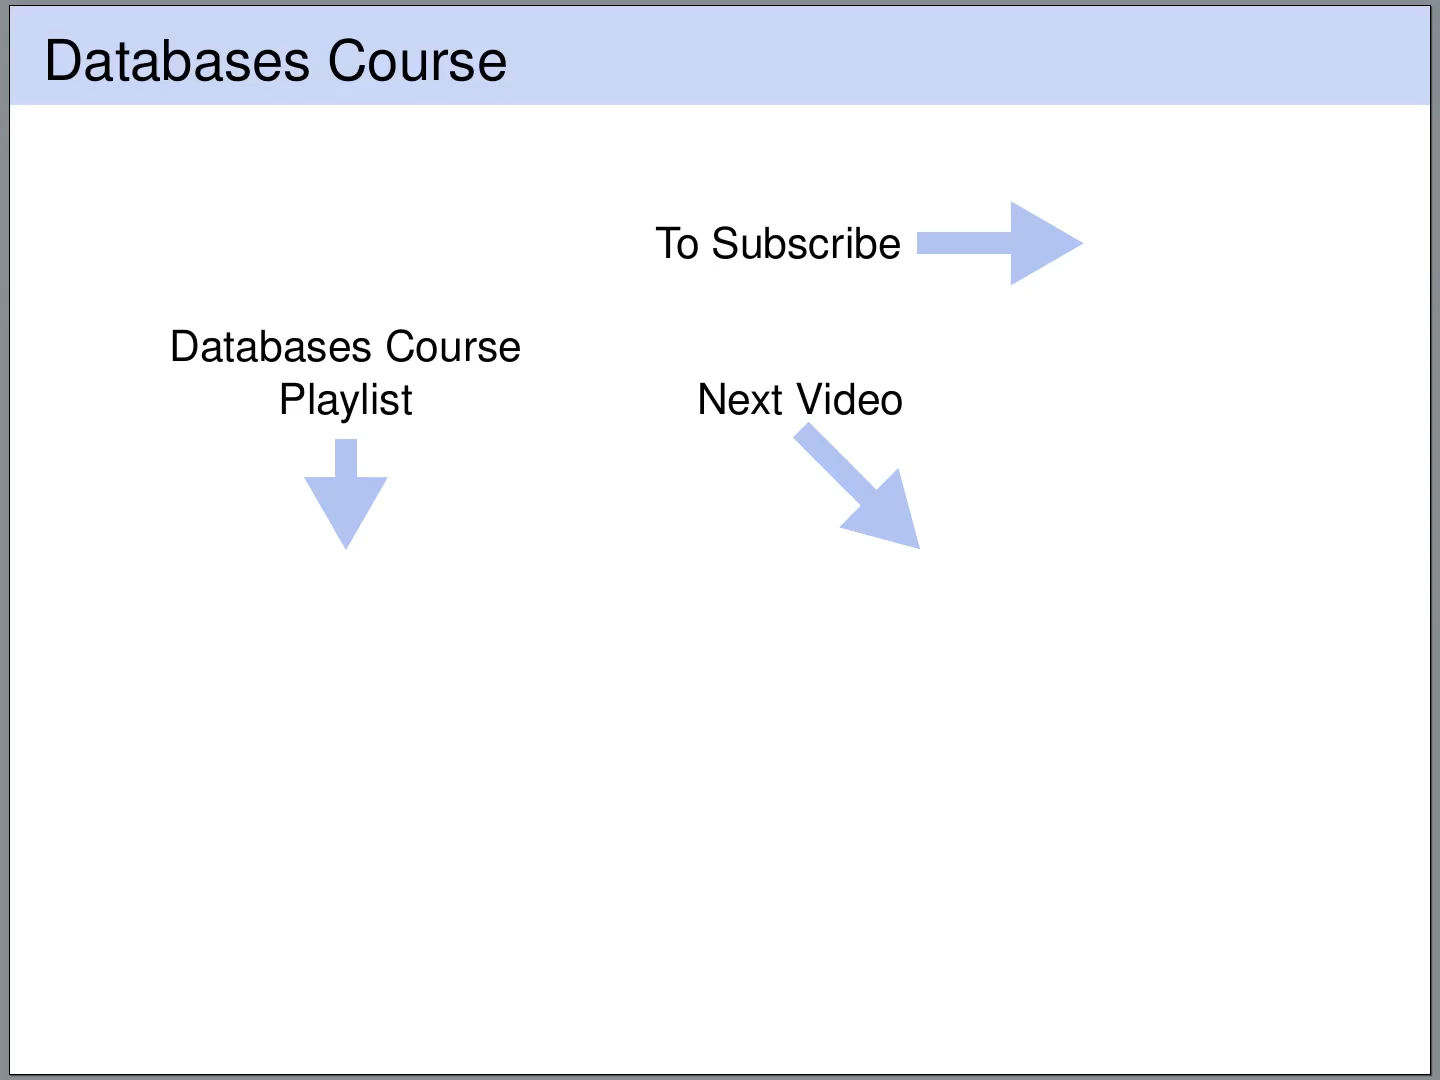 Databases Course
To Subscribe
Databases Course
Playlist
Next Video